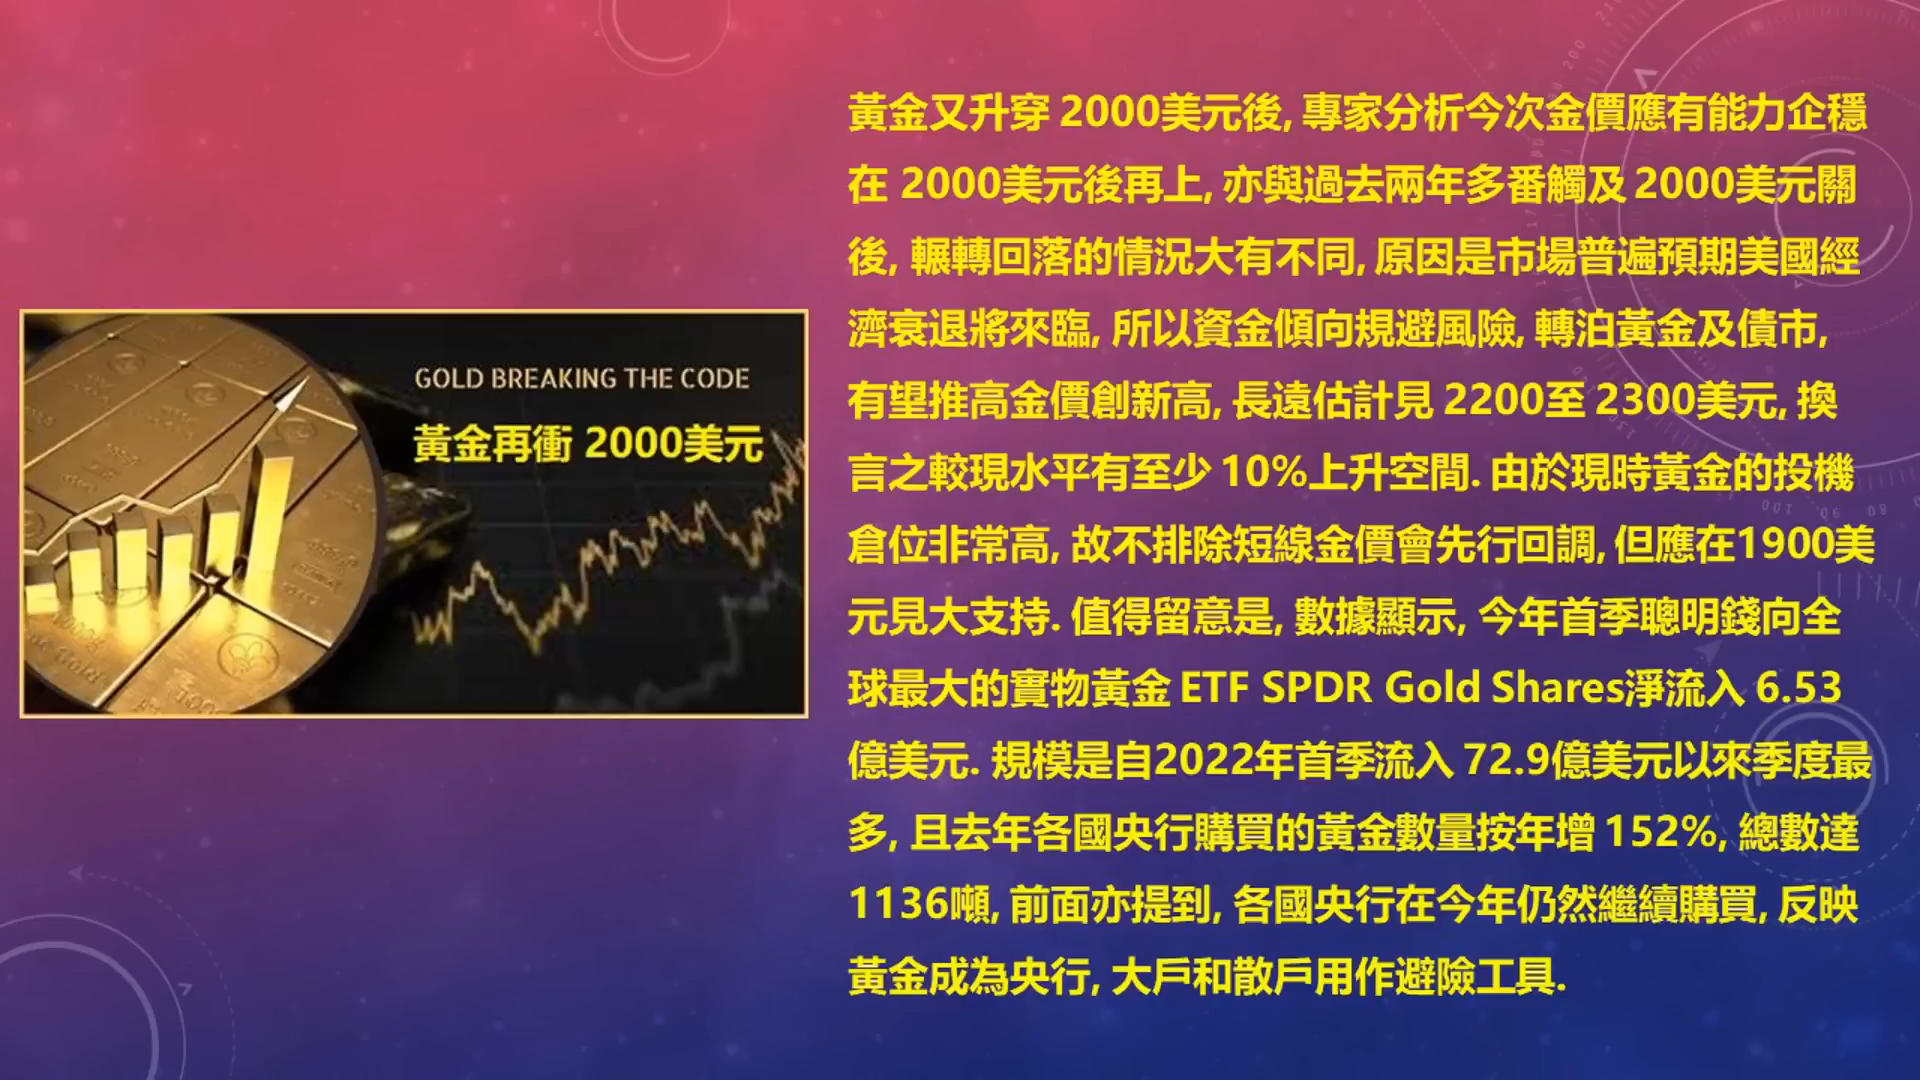 GOLD BREAKING THE CODE
黃金再衝 2000美元
黃金又升穿 2000美元後, 專家分析今次金價應有能力企穩
在 2000美元後再上, 亦與過去兩年多番觸及 2000美元關
後, 輾轉回落的情況大有不同, 原因是市場普遍預期美國經
濟衰退將來臨, 所以資金傾向規避風險, 轉泊黃金及債市,
有望推高金價創新高, 長遠估計見 2200至 2300美元, 換
言之較現水平有至少 10%上升空間. 由於現時黃金的投機
倉位非常高, 故不排除短線金價會先行回調, 但應在1900美
元見大支持. 值得留意是, 數據顯示, 今年首季聰明錢向全
球最大的實物黃金 ETF SPDR Gold Shares淨流入 6.53
億美元. 規模是自2022年首季流入 72.9億美元以來季度最
多, 且去年各國央行購買的黃金數量按年增 152%, 總數達
1136噸, 前面亦提到, 各國央行在今年仍然繼續購買, 反映
黃金成為央行, 大戶和散戶用作避險工具.